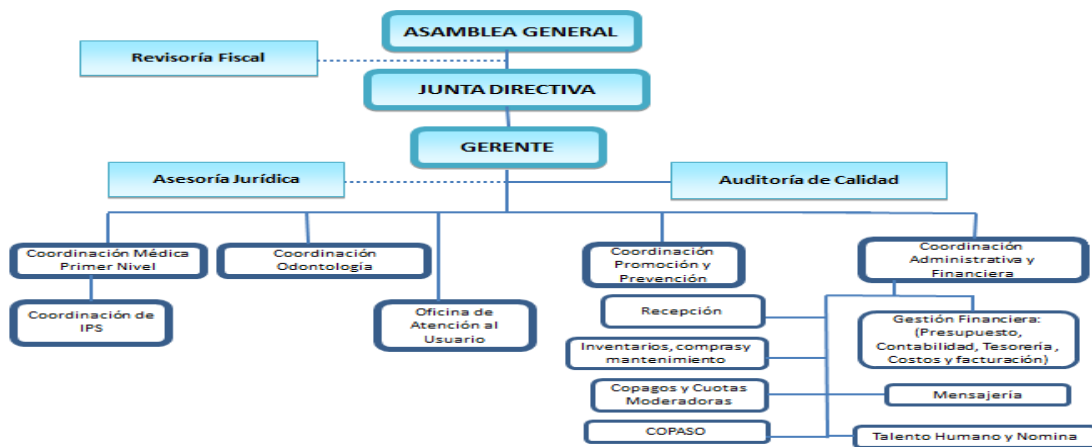 ASAMBLEA GENERAL
Revisoría Fiscal
JUNTA DIRECTIVA
GERENTE
Asesoría Jurídica
Auditoría de Calidad
Coordinación Médica
Primer Nivel
Coordinación
Odontología
Coordinación
Promoción y
Prevención
Coordinación
Administrativa y
Financiera
Coordinación de
IPS
Oficina de
Atención al
Usuario
Recepción
Gestión Financiera:
(Presupuesto,
Contabilidad, Tesorería,
Costos y facturación)
Inventarios, compras y
mantenimiento
Copagos y Cuotas
Moderadoras
Mensajería
COPASO
Talento Humano y Nomina